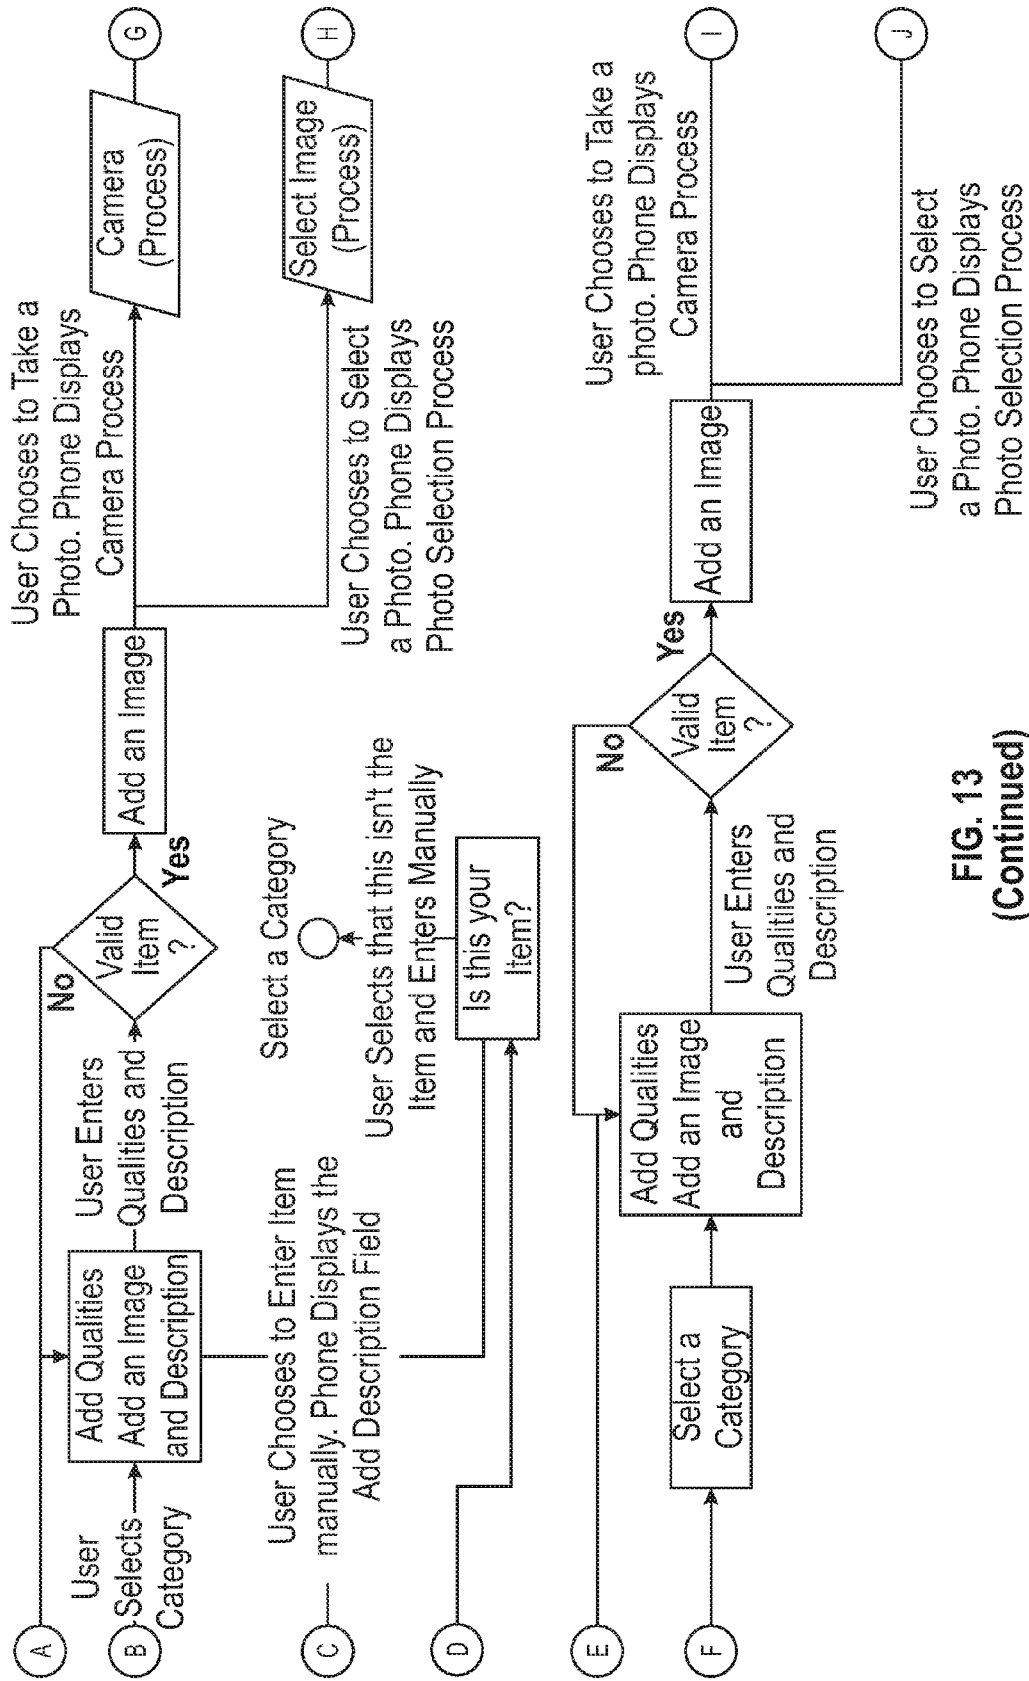 A
User
Selects
Category
B
Add Qualities
Add an Image
and Description
User Enters
Qualities and
Description
No
Valid
Item
?
Yes
Add an Image
User Chooses to Take a
Photo. Phone Displays
Camera Process
Camera
(Process)
G
User Chooses to Select
a Photo. Phone Displays
Photo Selection Process
Select Image
(Process)
H
C
User Chooses to Enter Item
manually. Phone Displays the
Add Description Field
Select a Category
User Selects that this isn't the
Item and Enters Manually
D
Is this your
Item?
E
F
Select a
Category
Add Qualities
Add an Image
and
Description
User Enters
Qualitiies and
Description
No
Valid
Item
?
Yes
Add an Image
User Chooses to Take a
photo. Phone Displays
Camera Process
I
User Chooses to Select
a Photo. Phone Displays
Photo Selection Process
J
FIG. 13
(Continued)